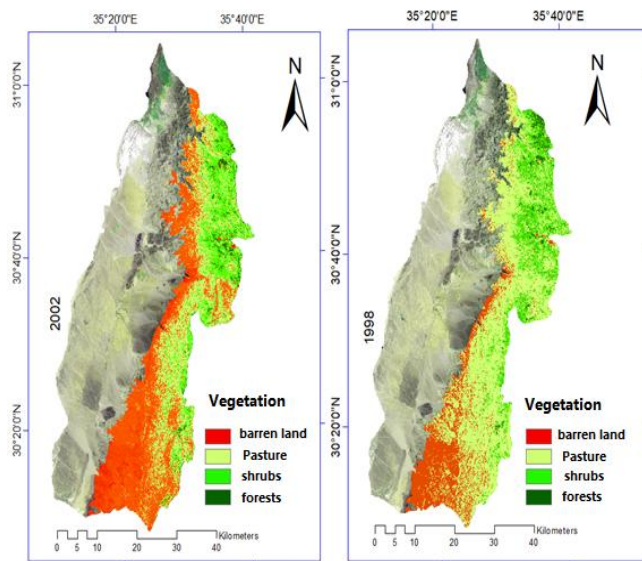 35°20'0"E 35°40'0"E
N
31°0'0"N
30°40'0"N
30°20'0"N
2002
Vegetation
barren land
Pasture
shrubs
forests
0 5 10 20 30 40
Kilometers
35°20'0"E 35°40'0"E
N
31°0'0"N
30°40'0"N
30°20'0"N
1998
Vegetation
barren land
Pasture
shrubs
forests
0 5 10 20 30 40
Kilometers